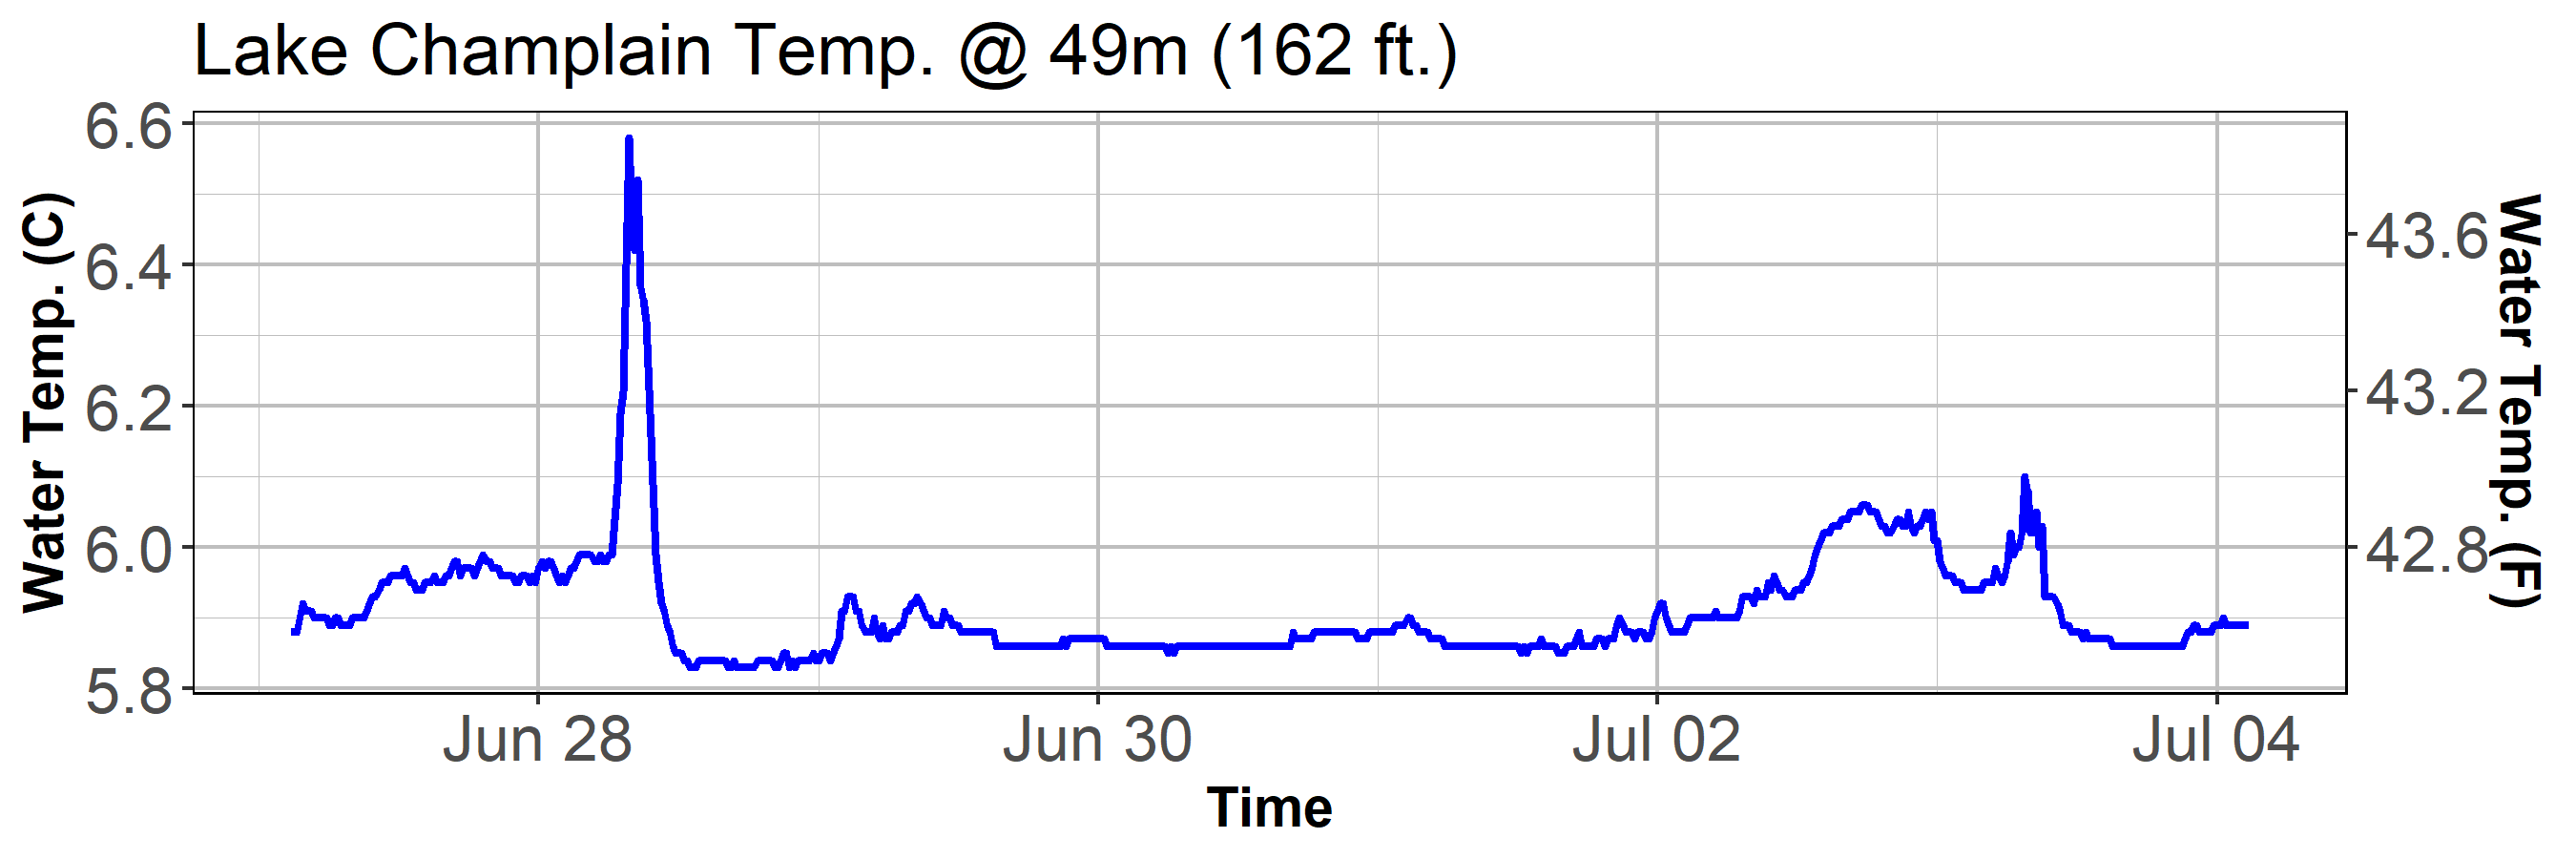 Lake Champlain Temp. @ 49m (162 ft.)
Water Temp. (C)
6.6
6.4
6.2
6.0
5.8
43.6
43.2
42.8
Water Temp. (F)
Jun 28 Jun 30 Jul 02 Jul 04
Time